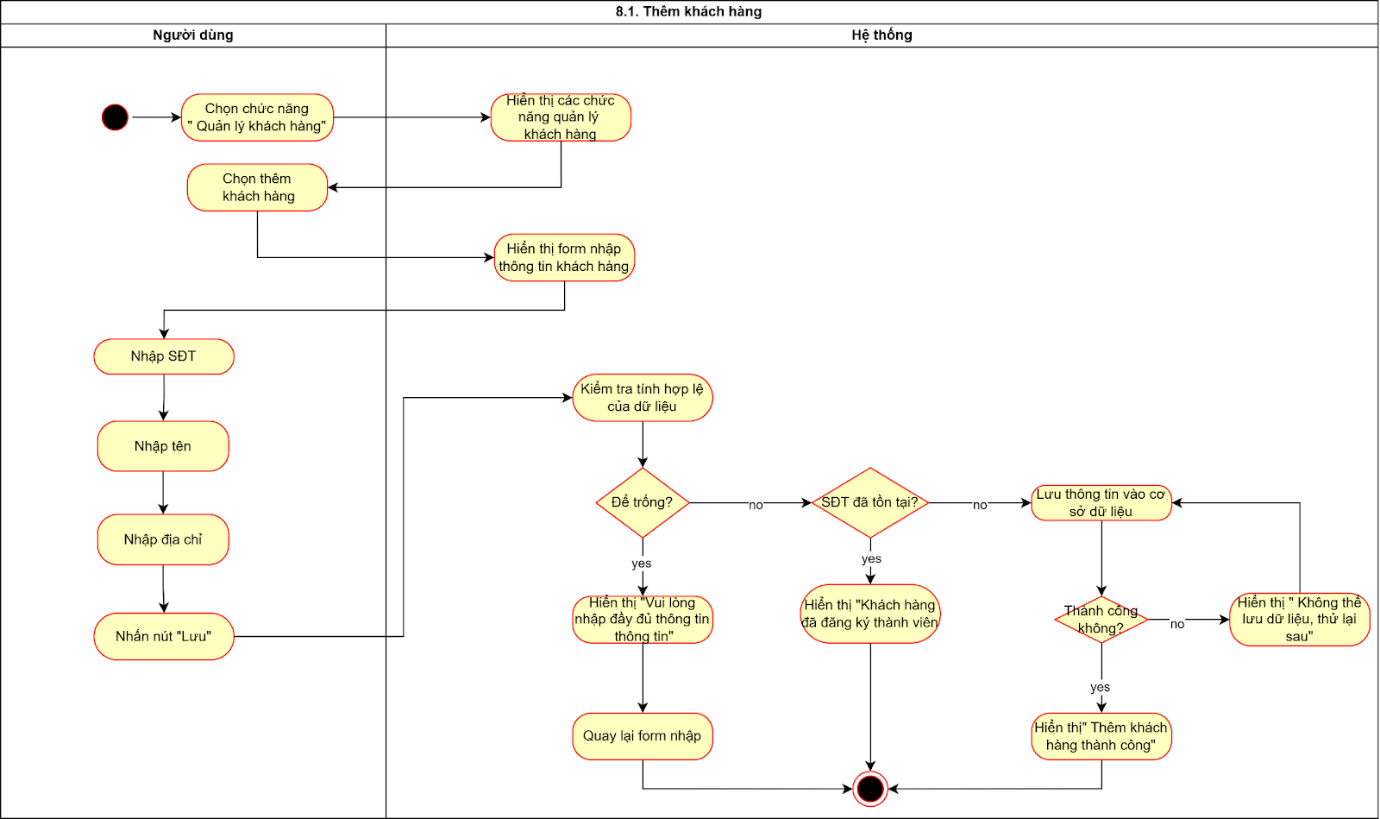 8.1. Thêm khách hàng
Người dùng
Hệ thống
Chọn chức năng
" Quản lý khách hàng"
Hiển thị các chức
năng quản lý
khách hàng
Chọn thêm
khách hàng
Hiển thị form nhập
thông tin khách hàng
Nhập SĐT
Nhập tên
Nhập địa chỉ
Nhấn nút "Lưu"
Kiểm tra tính hợp lệ
của dữ liệu
Để trống?
no
SĐT đã tồn tại?
no
Lưu thông tin vào cơ
sở dữ liệu
yes
yes
Hiển thị "Vui lòng
nhập đầy đủ thông tin
thông tin"
Hiển thị "Khách hàng
đã đăng ký thành viên
Thành công
không?
no
Hiển thị " Không thể
lưu dữ liệu, thử lại
sau"
yes
Quay lại form nhập
Hiển thị" Thêm khách
hàng thành công"